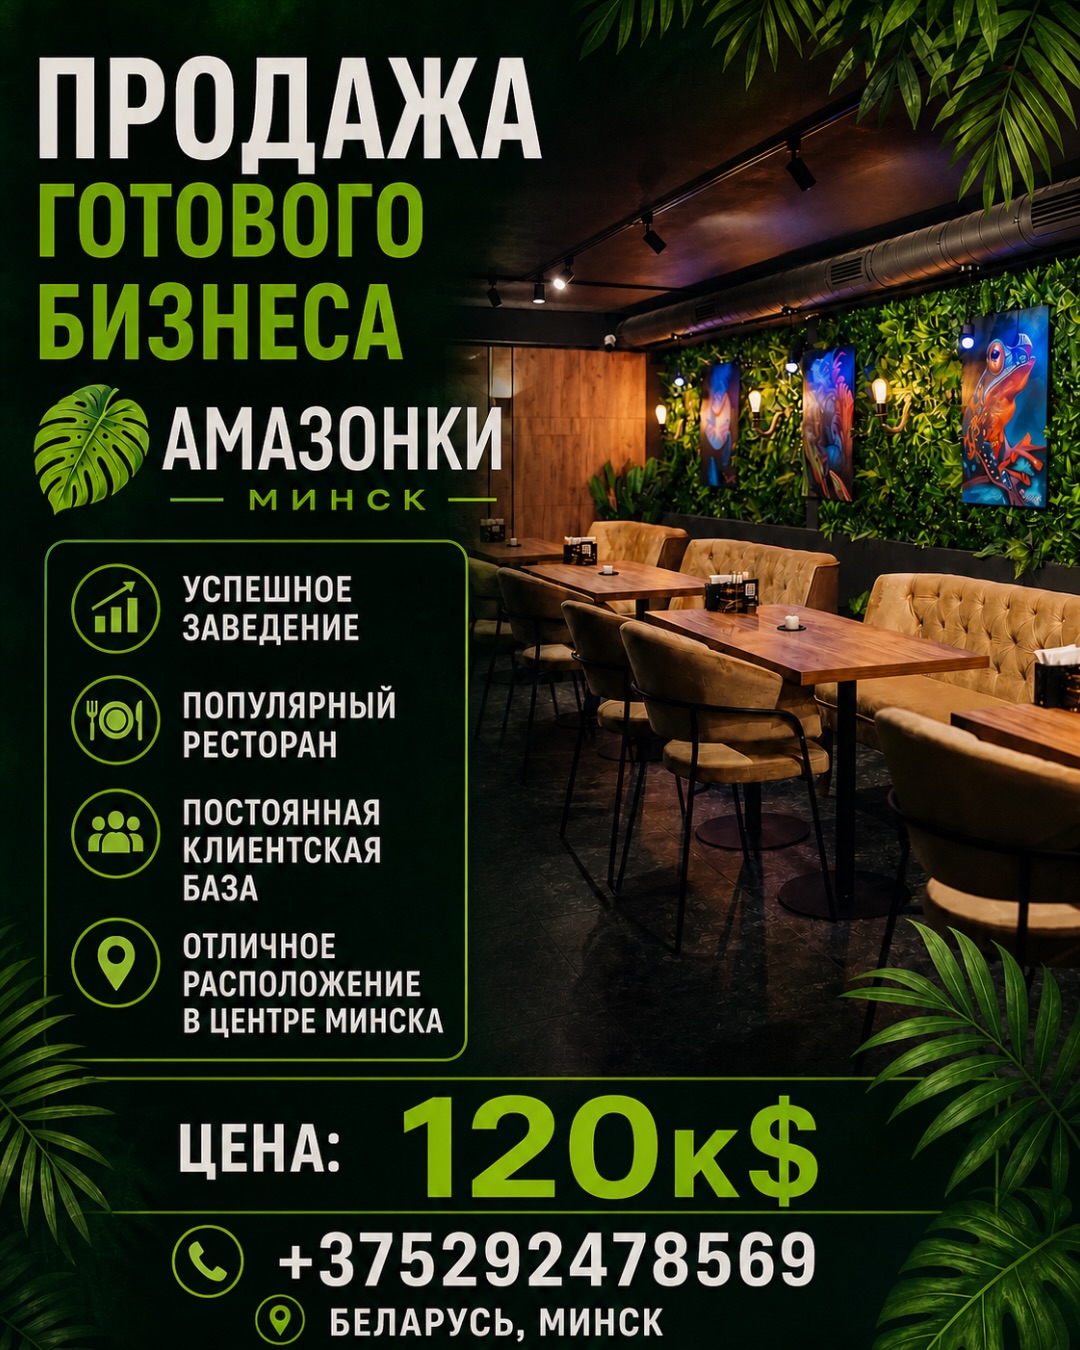 ПРОДАЖА
ГОТОВОГО
БИЗНЕСА
АМАЗОНКИ
МИНСК
УСПЕШНОЕ
ЗАВЕДЕНИЕ
ПОПУЛЯРНЫЙ
РЕСТОРАН
ПОСТОЯННАЯ
КЛИЕНТСКАЯ
БАЗА
ОТЛИЧНОЕ
РАСПОЛОЖЕНИЕ
В ЦЕНТРЕ МИНСКА
ЦЕНА: 120к$
+375292478569
БЕЛАРУСЬ, МИНСК